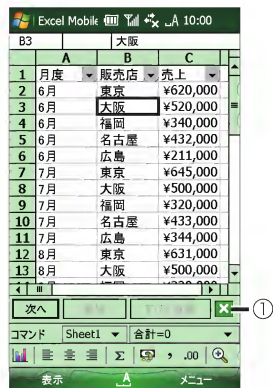 Excel Mobile 10:00
B3 大阪
A B C
1 月度 販売店 売上
2 6月 東京 ¥620,000
3 6月 大阪 ¥520,000
4 6月 福岡 ¥340,000
5 6月 名古屋 ¥432,000
6 6月 広島 ¥211,000
7 7月 東京 ¥645,000
8 7月 大阪 ¥500,000
9 7月 福岡 ¥320,000
10 7月 名古屋 ¥433,000
11 7月 広島 ¥344,000
12 8月 東京 ¥631,000
13 8月 大阪 ¥500,000
次へ ①
コマンド Sheet1 合計=0
Σ , .00
表示 A メニュー